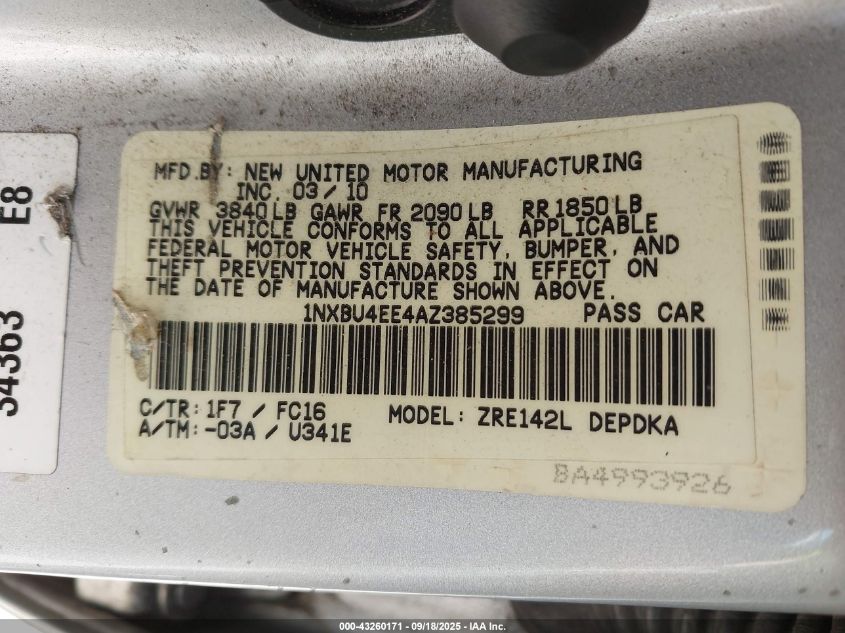 MFD.BY: NEW UNITED MOTOR MANUFACTURING
INC. 03/10
GVWR 3840LB GAWR FR 2090LB RR1850LB
THIS VEHICLE CONFORMS TO ALL APPLICABLE
FEDERAL MOTOR VEHICLE SAFETY, BUMPER, AND
THEFT PREVENTION STANDARDS IN EFFECT ON
THE DATE OF MANUFACTURE SHOWN ABOVE.
1NXBU4EE4AZ385299 PASS CAR
C/TR: 1F7 / FC16 MODEL: ZRE142L DEPDKA
A/TM: -03A / U341E
BA4993926
E8
34363
000-43260171 - 09/18/2025 - IAA Inc.